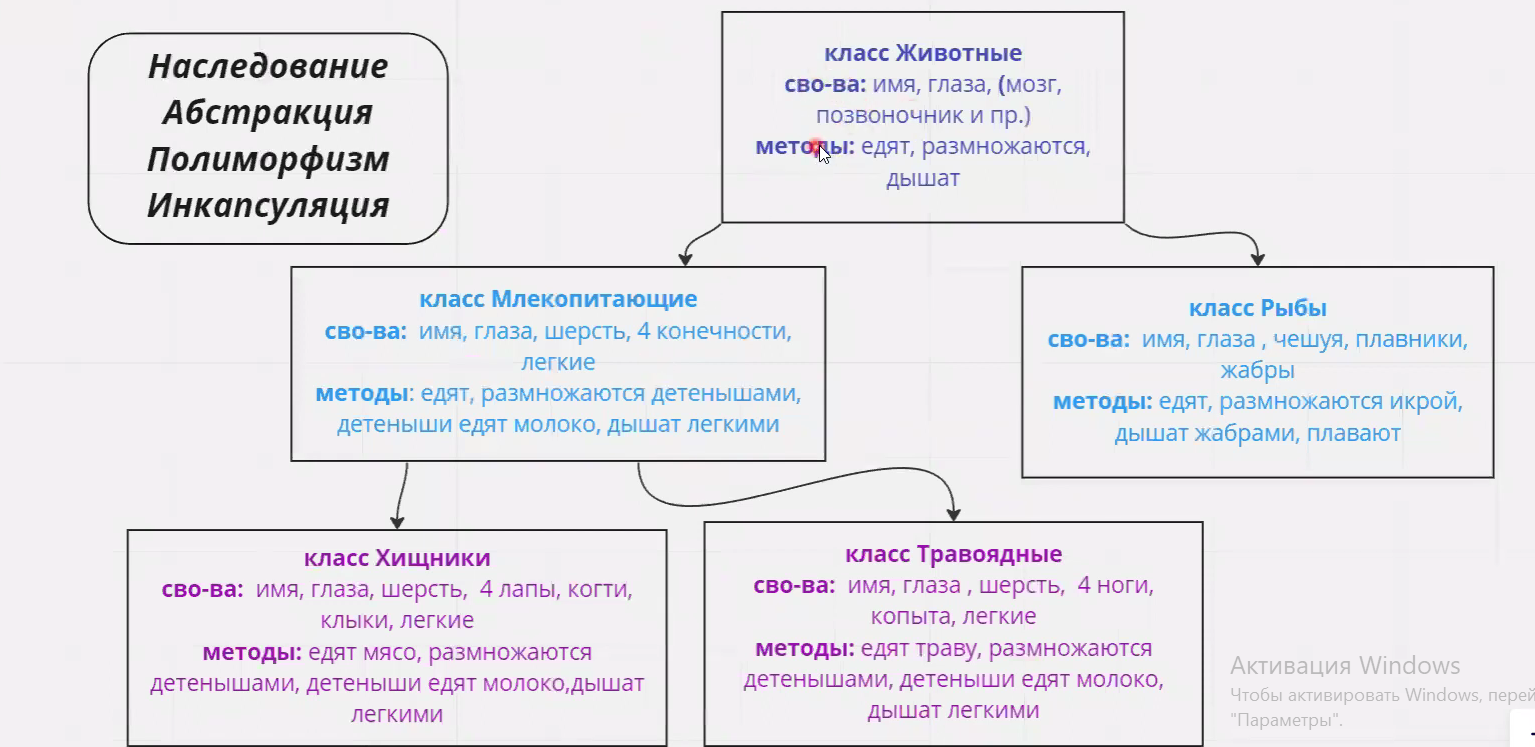 Наследование
Абстракция
Полиморфизм
Инкапсуляция
класс Животные
сво-ва: имя, глаза, (мозг,
позвоночник и пр.)
методы: едят, размножаются,
дышат
класс Млекопитающие
сво-ва: имя, глаза, шерсть, 4 конечности,
легкие
методы: едят, размножаются детенышами,
детеныши едят молоко, дышат легкими
класс Рыбы
сво-ва: имя, глаза , чешуя, плавники,
жабры
методы: едят, размножаются икрой,
дышат жабрами, плавают
класс Хищники
сво-ва: имя, глаза, шерсть, 4 лапы, когти,
клыки, легкие
методы: едят мясо, размножаются
детенышами, детеныши едят молоко,дышат
легкими
класс Травоядные
сво-ва: имя, глаза , шерсть, 4 ноги,
копыта, легкие
методы: едят траву, размножаются
детенышами, детеныши едят молоко,
дышат легкими
Активация Windows
Чтобы активировать Windows, перей
"Параметры".